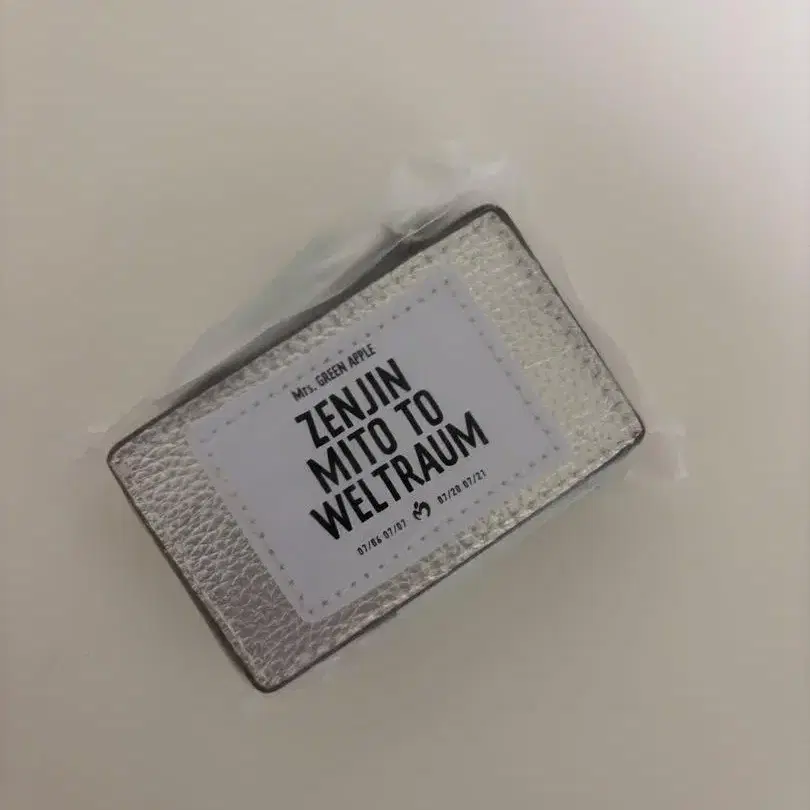 Mrs. GREEN APPLE
ZENJIN
MITO TO
WELTRAUM
07/06 07/07 07/20 07/21